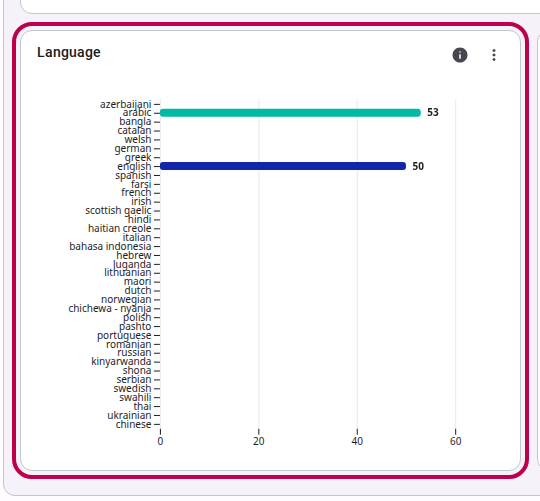 Language
azerbaijani
arabic
53
bangla
catalan
welsh
german
greek
english
50
spanish
farsi
french
irish
scottish gaelic
hindi
haitian creole
italian
bahasa indonesia
hebrew
luganda
lithuanian
maori
dutch
norwegian
chichewa - nyanja
polish
pashto
portuguese
romanian
russian
kinyarwanda
shona
serbian
swedish
swahili
thai
ukrainian
chinese
0 20 40 60